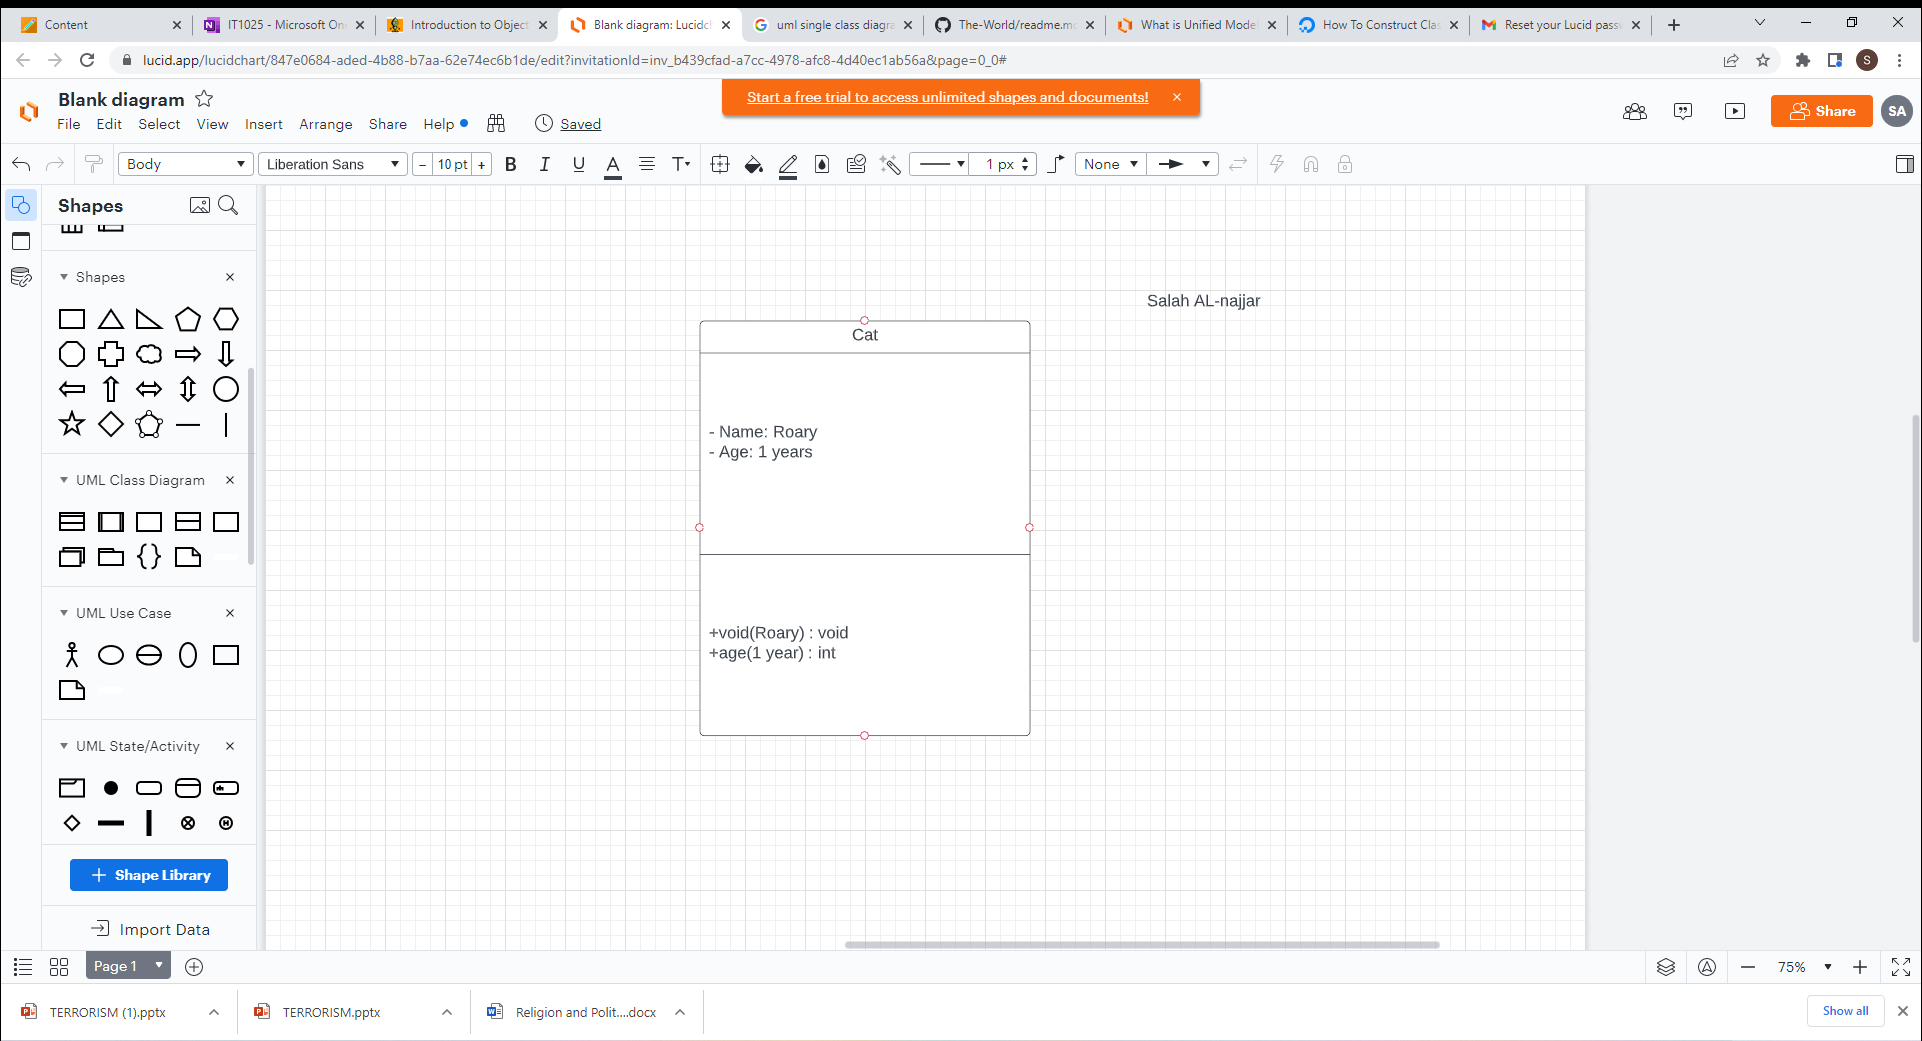 Content
IT1025 - Microsoft On
Introduction to Object
Blank diagram: Lucidch
uml single class diagra
The-World/readme.mc
What is Unified Model
How To Construct Clas
Reset your Lucid passw
lucid.app/lucidchart/847e0684-aded-4b88-b7aa-62e74ec6b1de/edit?invitationId=inv_b439cfad-a7cc-4978-afc8-4d40ec1ab56a&page=0_0#
S
Blank diagram
Start a free trial to access unlimited shapes and documents!
File Edit Select View Insert Arrange Share Help
Saved
Share
SA
Body
Liberation Sans
- 10 pt +
B I U A T
1 px
None
Shapes
Shapes
UML Class Diagram
UML Use Case
UML State/Activity
+ Shape Library
Import Data
Salah AL-najjar
Cat
- Name: Roary
- Age: 1 years
+void(Roary) : void
+age(1 year) : int
Page 1
75%
TERRORISM (1).pptx
TERRORISM.pptx
Religion and Polit....docx
Show all